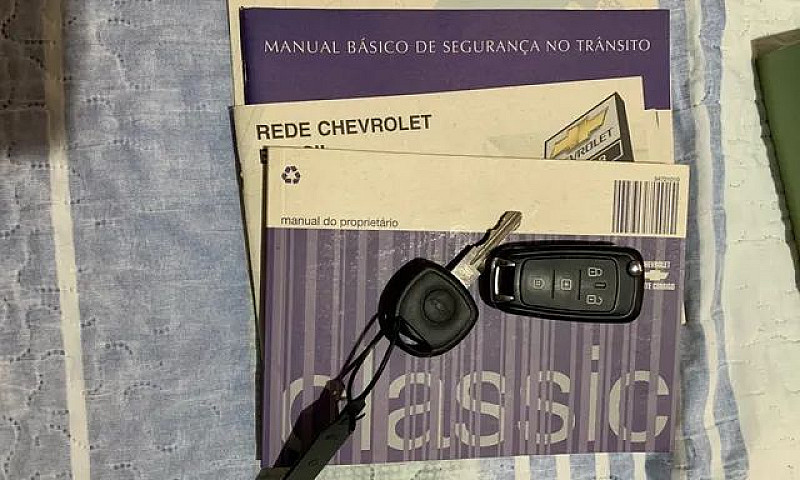 MANUAL BÁSICO DE SEGURANÇA NO TRÂNSITO
REDE CHEVROLET
manual do proprietário
classic